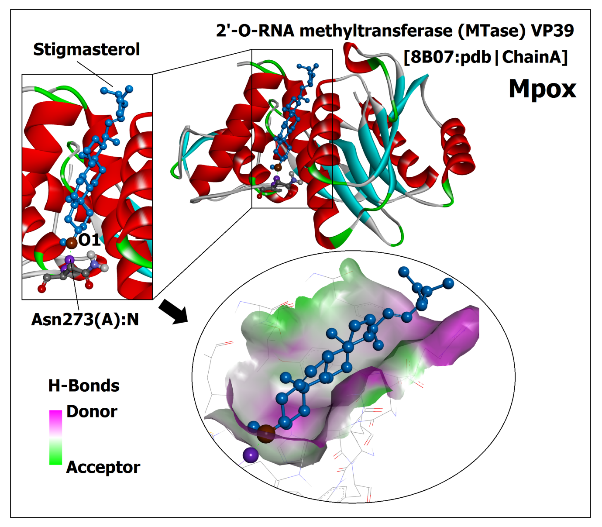 2'-O-RNA methyltransferase (MTase) VP39
[8B07:pdb|ChainA]
Mpox
Stigmasterol
O1
Asn273(A):N
H-Bonds
Donor
Acceptor